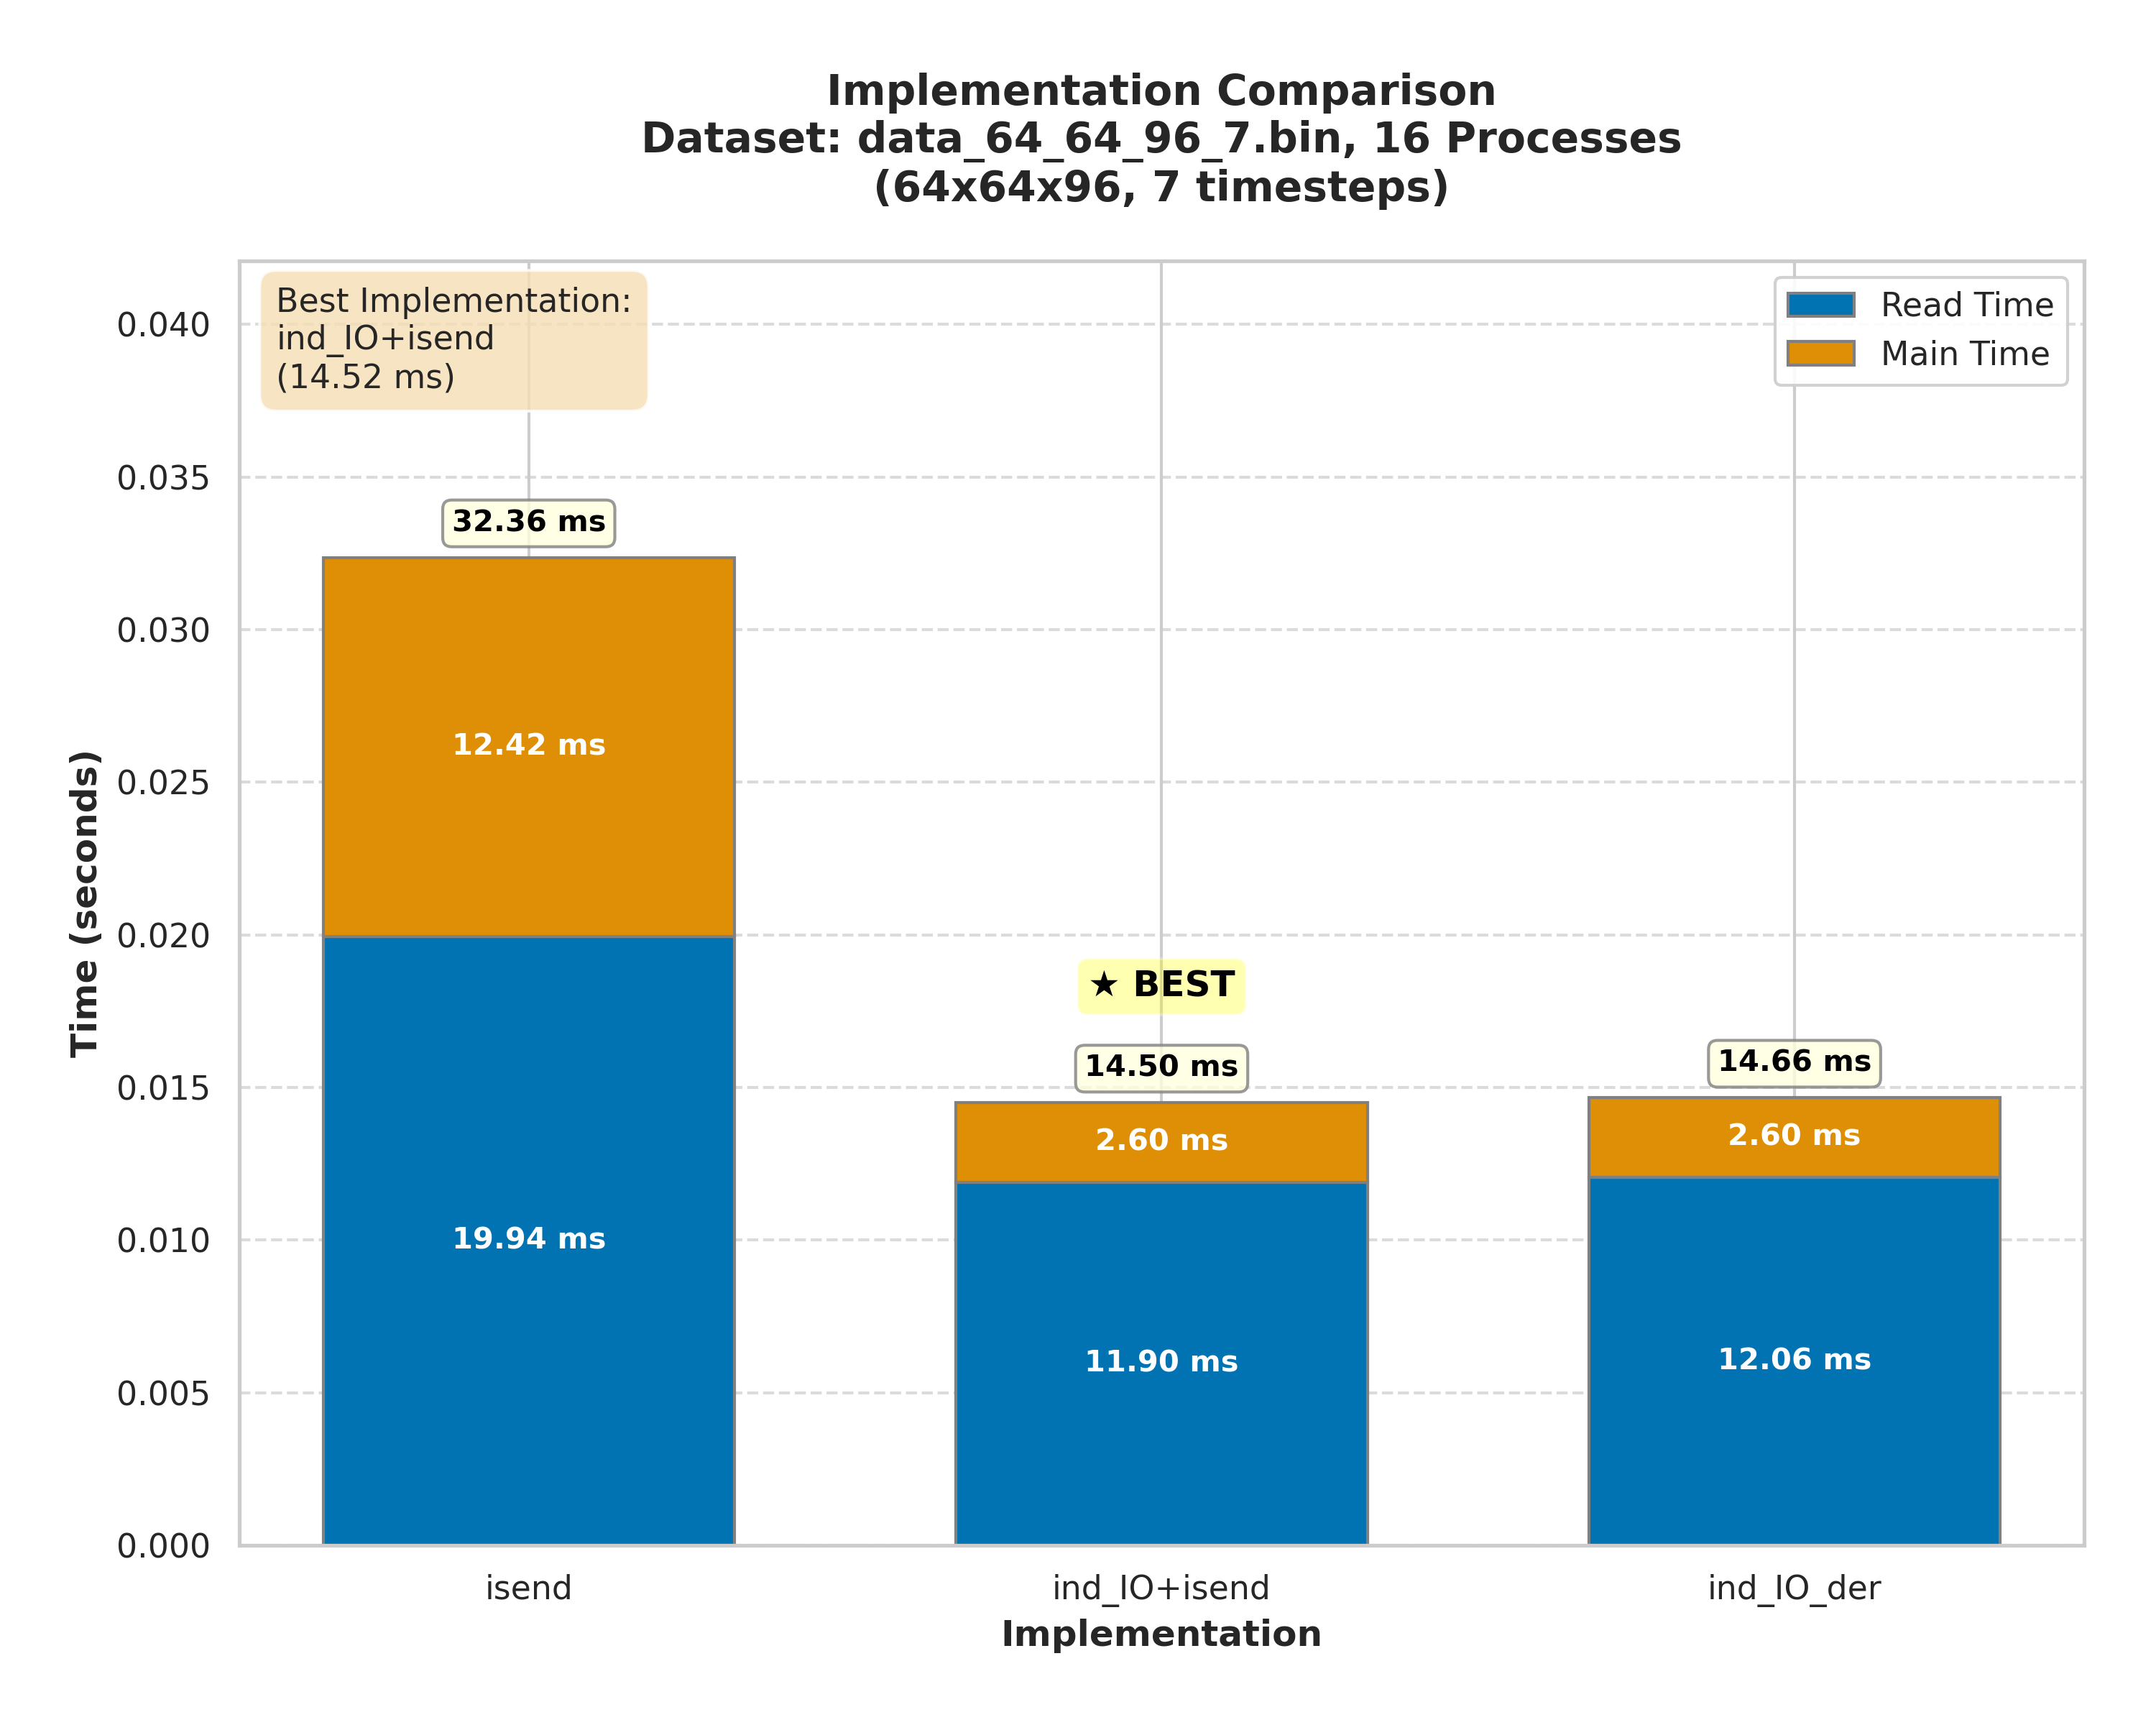 Implementation Comparison
Dataset: data_64_64_96_7.bin, 16 Processes
(64x64x96, 7 timesteps)
Best Implementation:
ind_IO+isend
(14.52 ms)
Read Time
Main Time
Time (seconds)
0.040
0.035
0.030
0.025
0.020
0.015
0.010
0.005
0.000
32.36 ms
12.42 ms
19.94 ms
★ BEST
14.50 ms
2.60 ms
11.90 ms
14.66 ms
2.60 ms
12.06 ms
isend
ind_IO+isend
ind_IO_der
Implementation